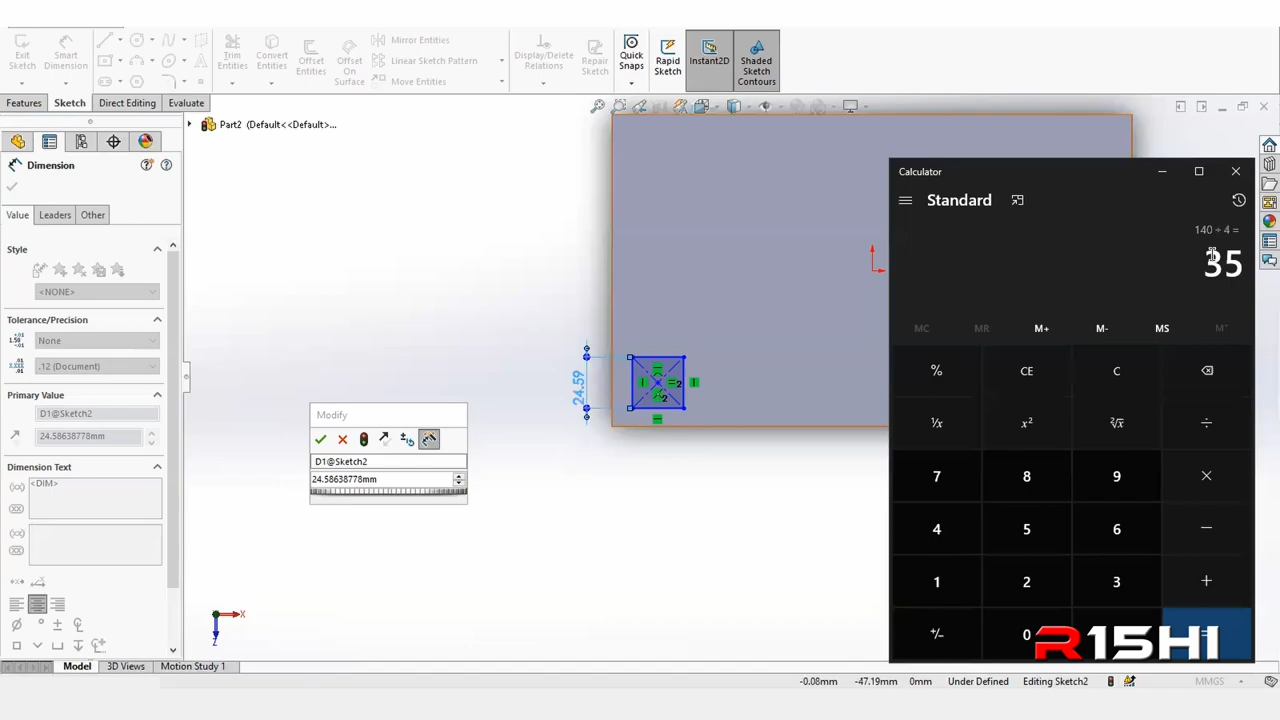 Exit
Sketch
Smart
Dimension
Trim
Entities
Convert
Entities
Offset
Entities
Offset
On
Surface
Mirror Entities
Linear Sketch Pattern
Move Entities
Display/Delete
Relations
Repair
Sketch
Quick
Snaps
Rapid
Sketch
Instant2D
Shaded
Sketch
Contours
Features
Sketch
Direct Editing
Evaluate
Part2 (Default<<Default>...
Dimension
Value
Leaders
Other
Style
<NONE>
Tolerance/Precision
None
.12 (Document)
Primary Value
D1@Sketch2
24.58638778mm
Dimension Text
<DIM>
24.59
2
2
Modify
D1@Sketch2
24.58638778mm
Calculator
Standard
140 ÷ 4 =
35
MC
MR
M+
M-
MS
M˅
%
CE
C
¹/x
x²
²√x
÷
7
8
9
×
4
5
6
−
1
2
3
+
+/-
0
=
R15HI
X
Z
Model
3D Views
Motion Study 1
-0.08mm
-47.19mm
0mm
Under Defined
Editing Sketch2
MMGS